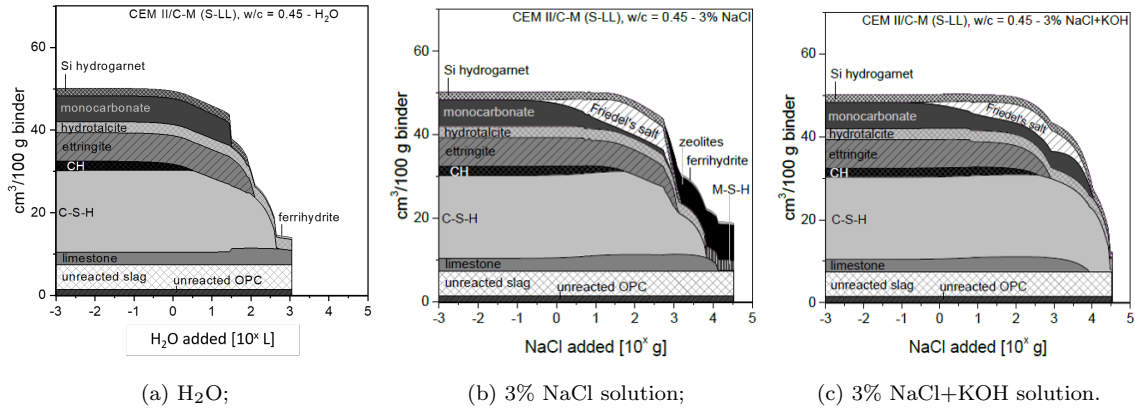 CEM II/C-M (S-LL), w/c = 0.45 - H₂O
60
40
20
0
cm³/100 g binder
Si hydrogarnet
monocarbonate
hydrotalcite
ettringite
CH
C-S-H
ferrihydrite
limestone
unreacted slag
unreacted OPC
-3 -2 -1 0 1 2 3 4 5
H₂O added [10ˣ L]
(a) H₂O;
CEM II/C-M (S-LL), w/c = 0.45 - 3% NaCl
60
40
20
0
cm³/100 g binder
Si hydrogarnet
monocarbonate
Friedel's salt
hydrotalcite
zeolites
ettringite
ferrihydrite
CH
M-S-H
C-S-H
limestone
unreacted slag
unreacted OPC
-3 -2 -1 0 1 2 3 4 5
NaCl added [10ˣ g]
(b) 3% NaCl solution;
CEM II/C-M (S-LL), w/c = 0.45 - 3% NaCl+KOH
60
40
20
0
cm³/100 g binder
Si hydrogarnet
monocarbonate
Friedel's salt
hydrotalcite
ettringite
CH
C-S-H
limestone
unreacted slag
unreacted OPC
-3 -2 -1 0 1 2 3 4 5
NaCl added [10ˣ g]
(c) 3% NaCl+KOH solution.